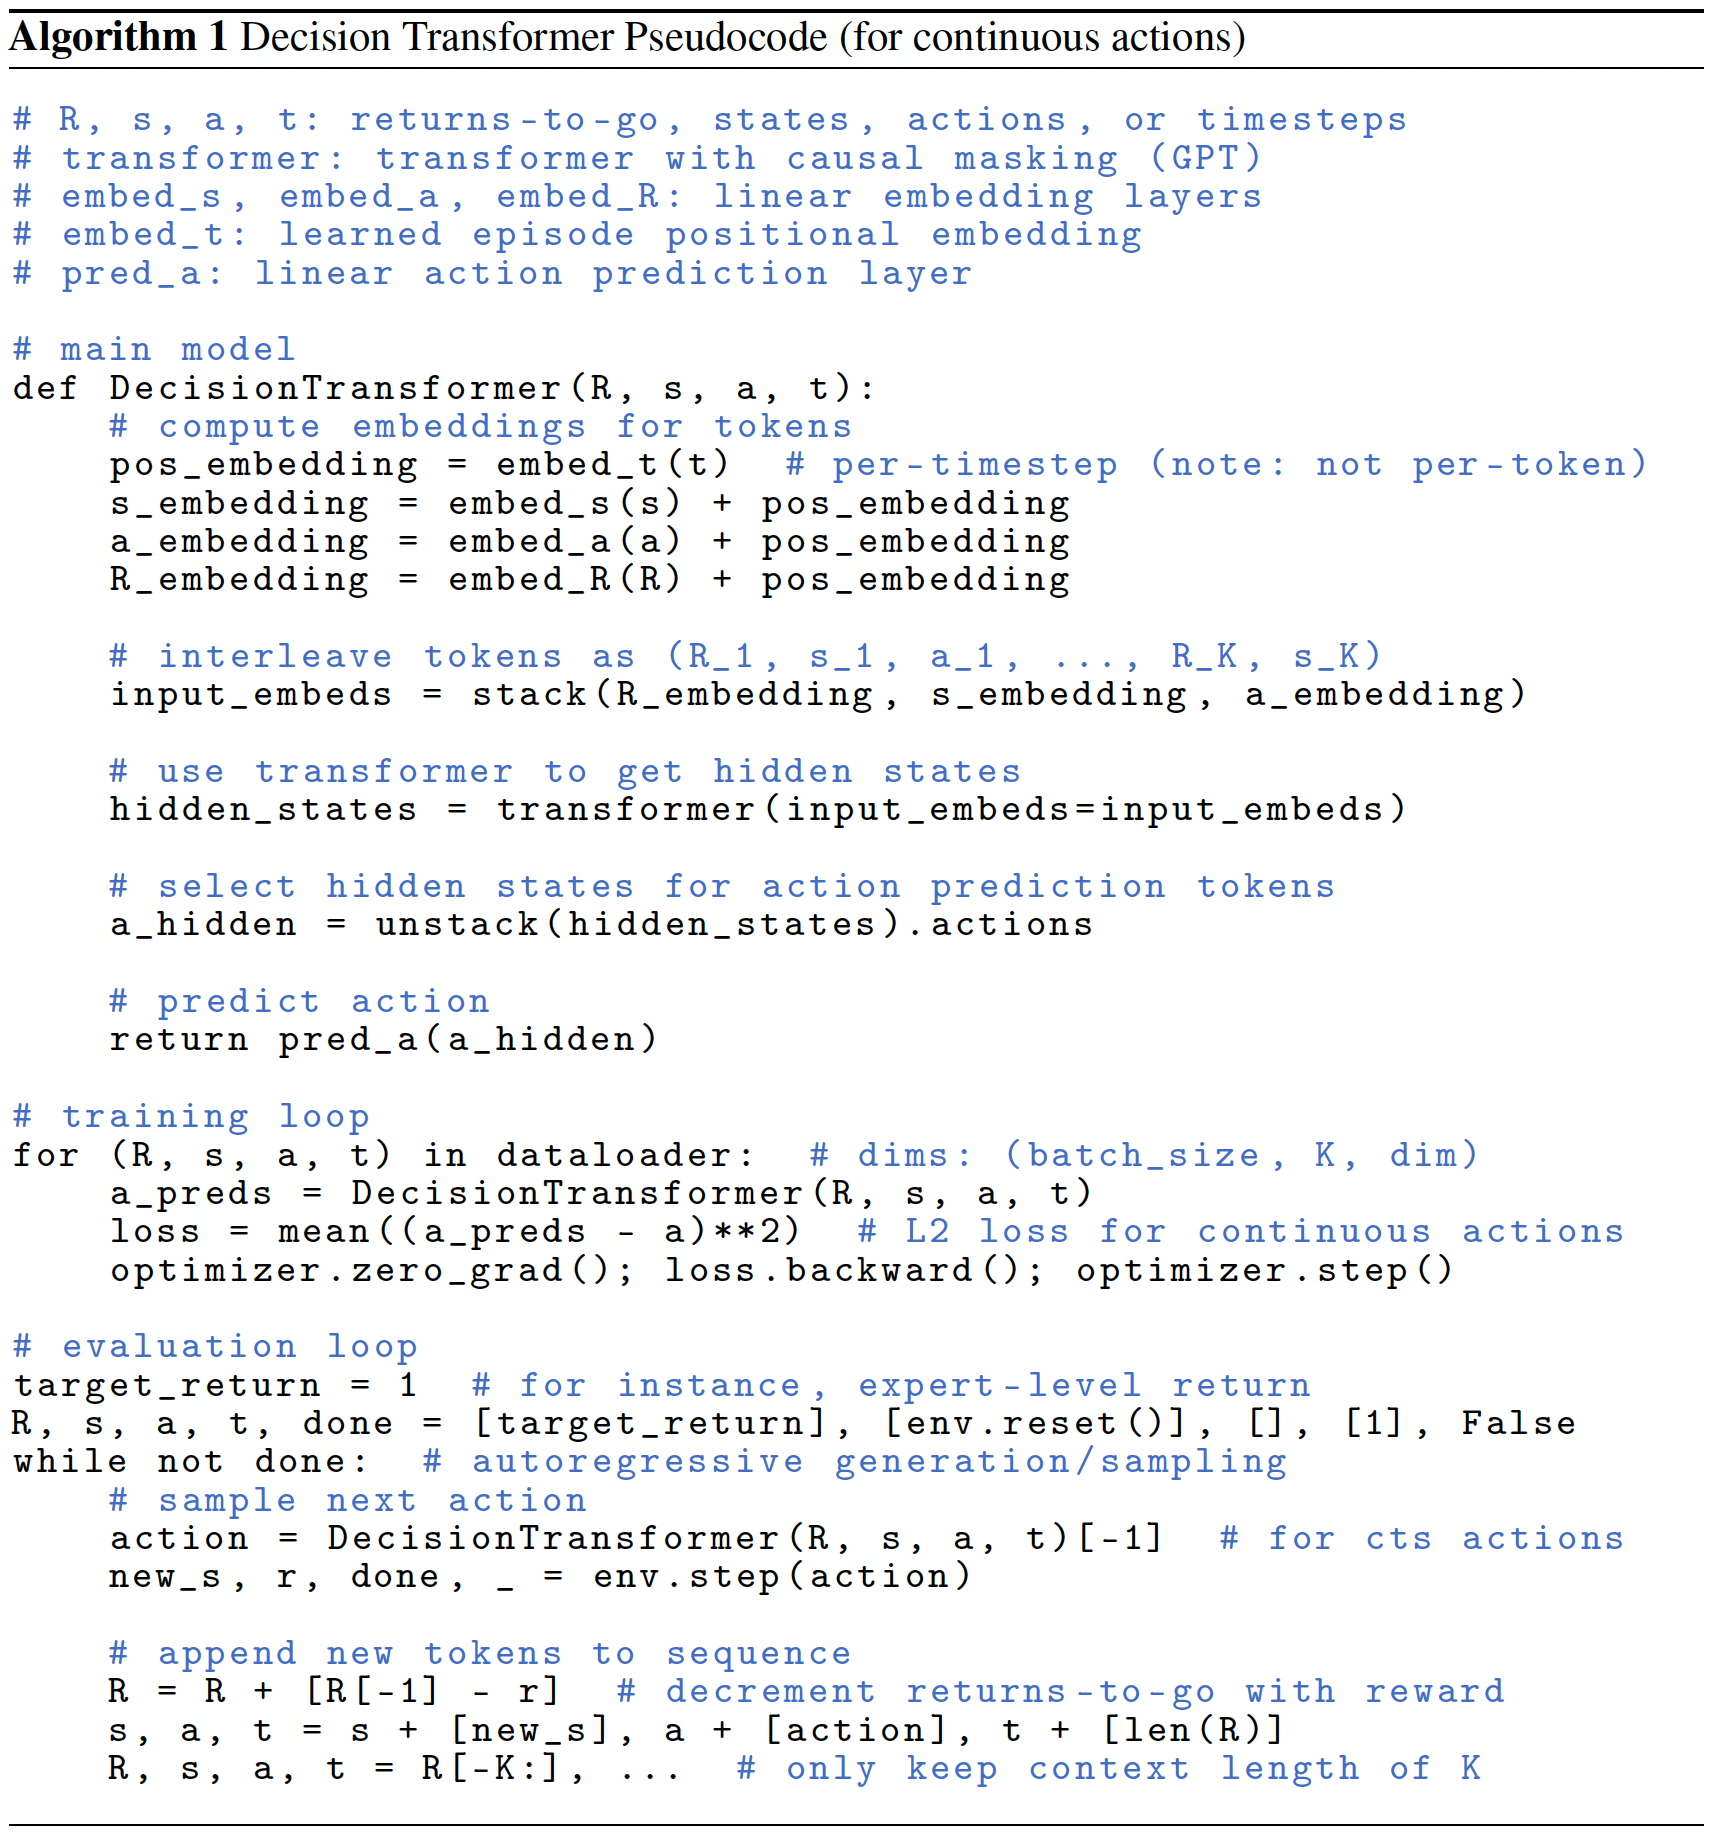 Algorithm 1 Decision Transformer Pseudocode (for continuous actions)
# R, s, a, t: returns-to-go, states, actions, or timesteps
# transformer: transformer with causal masking (GPT)
# embed_s, embed_a, embed_R: linear embedding layers
# embed_t: learned episode positional embedding
# pred_a: linear action prediction layer
# main model
def DecisionTransformer(R, s, a, t):
    # compute embeddings for tokens
    pos_embedding = embed_t(t)  # per-timestep (note: not per-token)
    s_embedding = embed_s(s) + pos_embedding
    a_embedding = embed_a(a) + pos_embedding
    R_embedding = embed_R(R) + pos_embedding
    # interleave tokens as (R_1, s_1, a_1, ..., R_K, s_K)
    input_embeds = stack(R_embedding, s_embedding, a_embedding)
    # use transformer to get hidden states
    hidden_states = transformer(input_embeds=input_embeds)
    # select hidden states for action prediction tokens
    a_hidden = unstack(hidden_states).actions
    # predict action
    return pred_a(a_hidden)
# training loop
for (R, s, a, t) in dataloader:  # dims: (batch_size, K, dim)
    a_preds = DecisionTransformer(R, s, a, t)
    loss = mean((a_preds - a)**2)  # L2 loss for continuous actions
    optimizer.zero_grad(); loss.backward(); optimizer.step()
# evaluation loop
target_return = 1  # for instance, expert-level return
R, s, a, t, done = [target_return], [env.reset()], [], [1], False
while not done:  # autoregressive generation/sampling
    # sample next action
    action = DecisionTransformer(R, s, a, t)[-1]  # for cts actions
    new_s, r, done, _ = env.step(action)
    # append new tokens to sequence
    R = R + [R[-1] - r]  # decrement returns-to-go with reward
    s, a, t = s + [new_s], a + [action], t + [len(R)]
    R, s, a, t = R[-K:], ...  # only keep context length of K